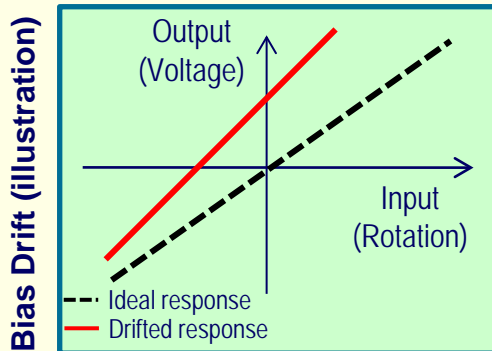 Bias Drift (illustration)
Output
(Voltage)
Input
(Rotation)
Ideal response
Drifted response